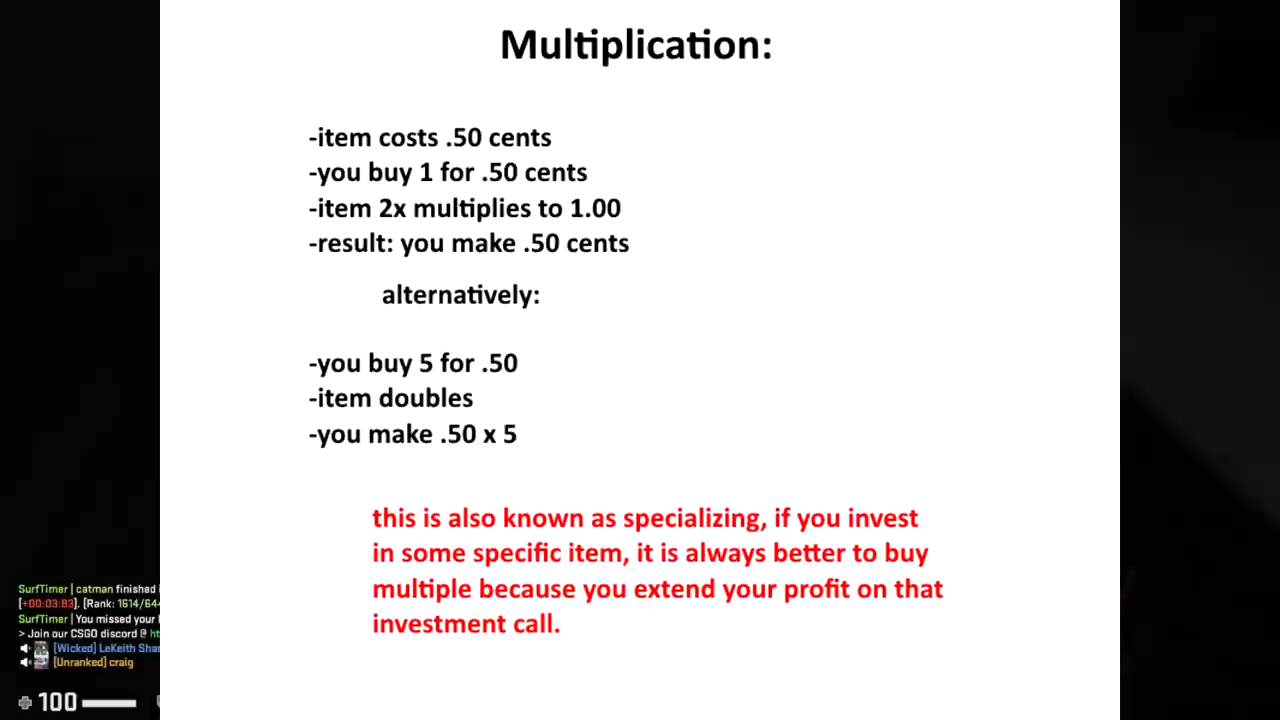 Multiplication:
-item costs .50 cents
-you buy 1 for .50 cents
-item 2x multiplies to 1.00
-result: you make .50 cents
alternatively:
-you buy 5 for .50
-item doubles
-you make .50 x 5
this is also known as specializing, if you invest
in some specific item, it is always better to buy
multiple because you extend your profit on that
investment call.
SurfTimer | catman finished
[+00:03:83]. [Rank: 1614/64
SurfTimer | You missed your
> Join our CSGO discord @
[Wicked] LeKeith Shar
[Unranked] craig
100